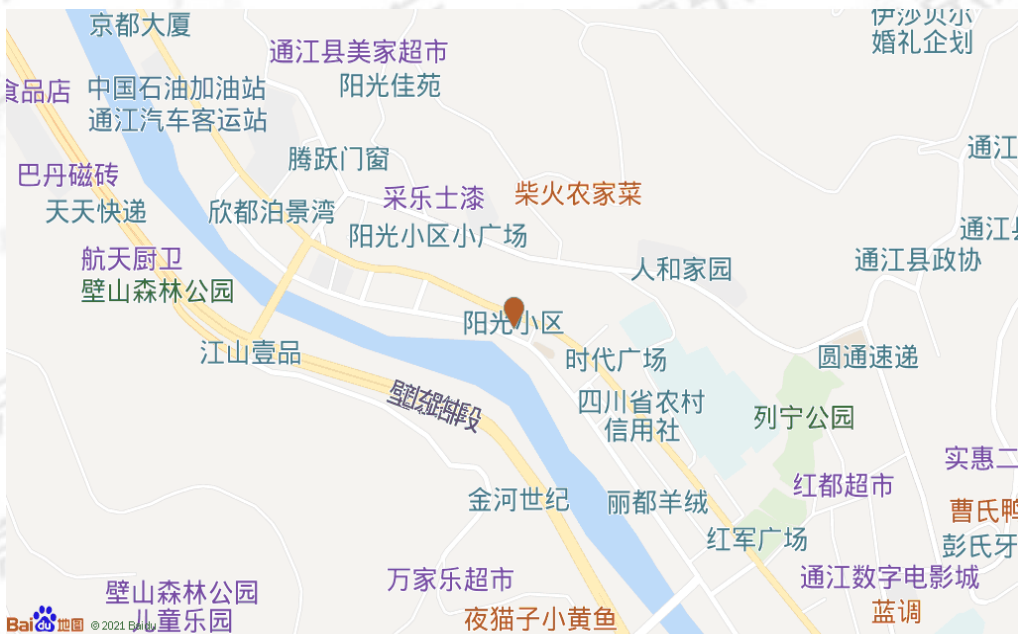 京都大厦
伊莎贝尔
婚礼企划
通江县美家超市
阳光佳苑
食品店
中国石油加油站
通江汽车客运站
腾跃门窗
通江
巴丹磁砖
采乐士漆
柴火农家菜
天天快递
欣都泊景湾
阳光小区小广场
通江县
航天厨卫
人和家园
通江县政协
壁山森林公园
阳光小区
江山壹品
时代广场
圆通速递
四川省农村
信用社
列宁公园
实惠二
红都超市
金河世纪
丽都羊绒
曹氏鸭
红军广场
彭氏牙
万家乐超市
通江数字电影城
壁山森林公园
儿童乐园
夜猫子小黄鱼
蓝调
Bai du 地图 © 2021 Baidu